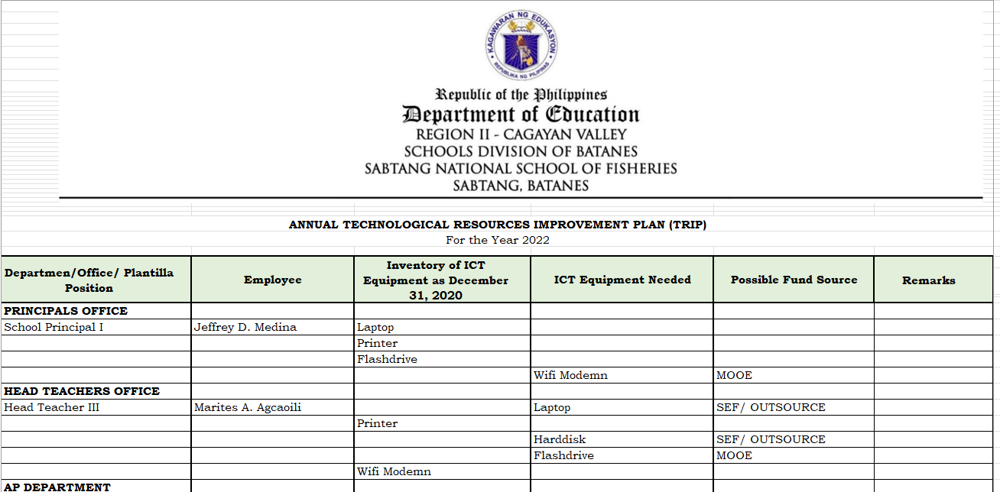 KAGAWARAN NG EDUKASYON
REPUBLIKA NG PILIPINAS
Republic of the Philippines
Department of Education
REGION II - CAGAYAN VALLEY
SCHOOLS DIVISION OF BATANES
SABTANG NATIONAL SCHOOL OF FISHERIES
SABTANG, BATANES
ANNUAL TECHNOLOGICAL RESOURCES IMPROVEMENT PLAN (TRIP)
For the Year 2022
Departmen/Office/ Plantilla
Position
Employee
Inventory of ICT
Equipment as December
31, 2020
ICT Equipment Needed
Possible Fund Source
Remarks
PRINCIPALS OFFICE
School Principal I Jeffrey D. Medina Laptop
Printer
Flashdrive
Wifi Modemn MOOE
HEAD TEACHERS OFFICE
Head Teacher III Marites A. Agcaoili Laptop SEF/ OUTSOURCE
Printer
Harddisk SEF/ OUTSOURCE
Flashdrive MOOE
Wifi Modemn
AP DEPARTMENT